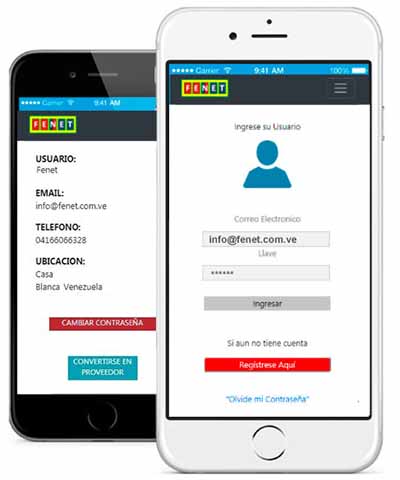 Carrier 9:41 AM
FENET
USUARIO:
Fenet
EMAIL:
info@fenet.com.ve
TELEFONO:
04166066328
UBICACION:
Casa
Blanca Venezuela
CAMBIAR CONTRASEÑA
CONVERTIRSE EN
PROVEEDOR
Carrier 9:41 AM 100%
FENET
Ingrese su Usuario
Correo Electronico
info@fenet.com.ve
Llave
••••••
Ingresar
Si aun no tiene cuenta
Registrese Aquí
"Olvide mi Contraseña"